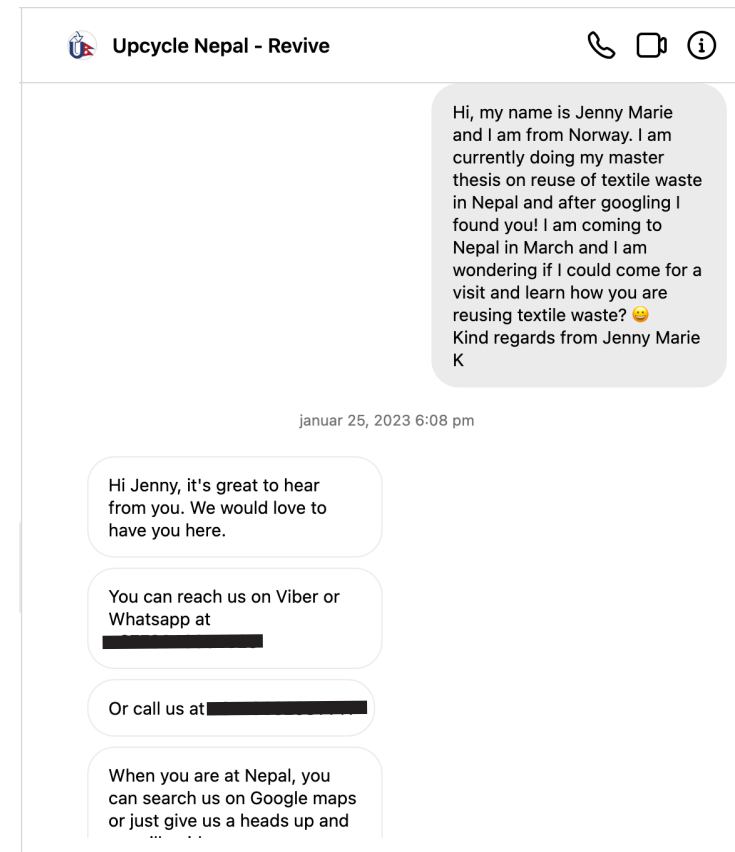 Upcycle Nepal - Revive
Hi, my name is Jenny Marie
and I am from Norway. I am
currently doing my master
thesis on reuse of textile waste
in Nepal and after googling I
found you! I am coming to
Nepal in March and I am
wondering if I could come for a
visit and learn how you are
reusing textile waste? 😀
Kind regards from Jenny Marie
K
januar 25, 2023 6:08 pm
Hi Jenny, it's great to hear
from you. We would love to
have you here.
You can reach us on Viber or
Whatsapp at
Or call us at
When you are at Nepal, you
can search us on Google maps
or just give us a heads up and